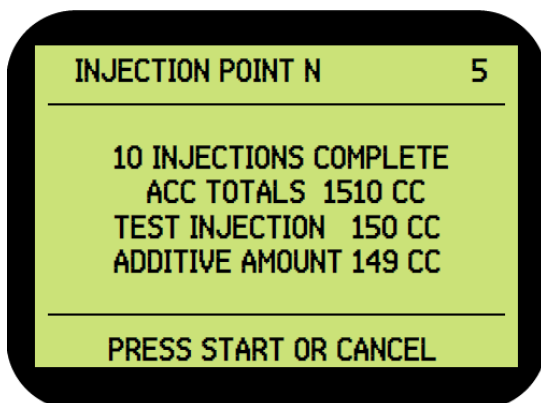 INJECTION POINT N 5
10 INJECTIONS COMPLETE
ACC TOTALS 1510 CC
TEST INJECTION 150 CC
ADDITIVE AMOUNT 149 CC
PRESS START OR CANCEL